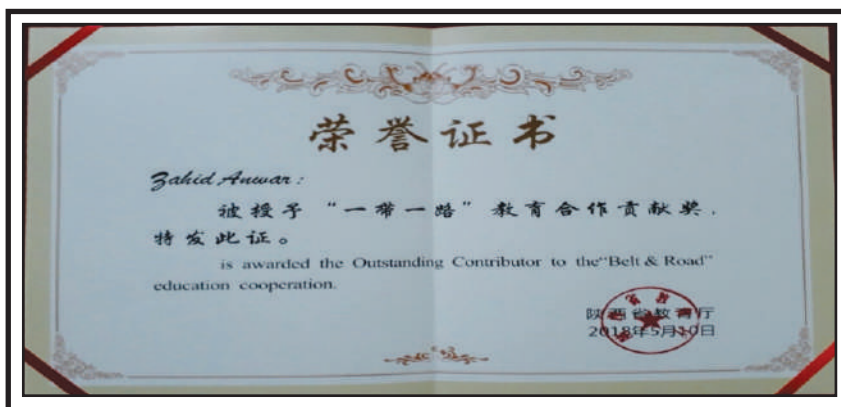 荣誉证书
Zahid Anwar:
被授予“一带一路”教育合作贡献奖，
特发此证。
is awarded the Outstanding Contributor to the“Belt & Road”
education cooperation.
陕西省教育厅
2018年5月10日